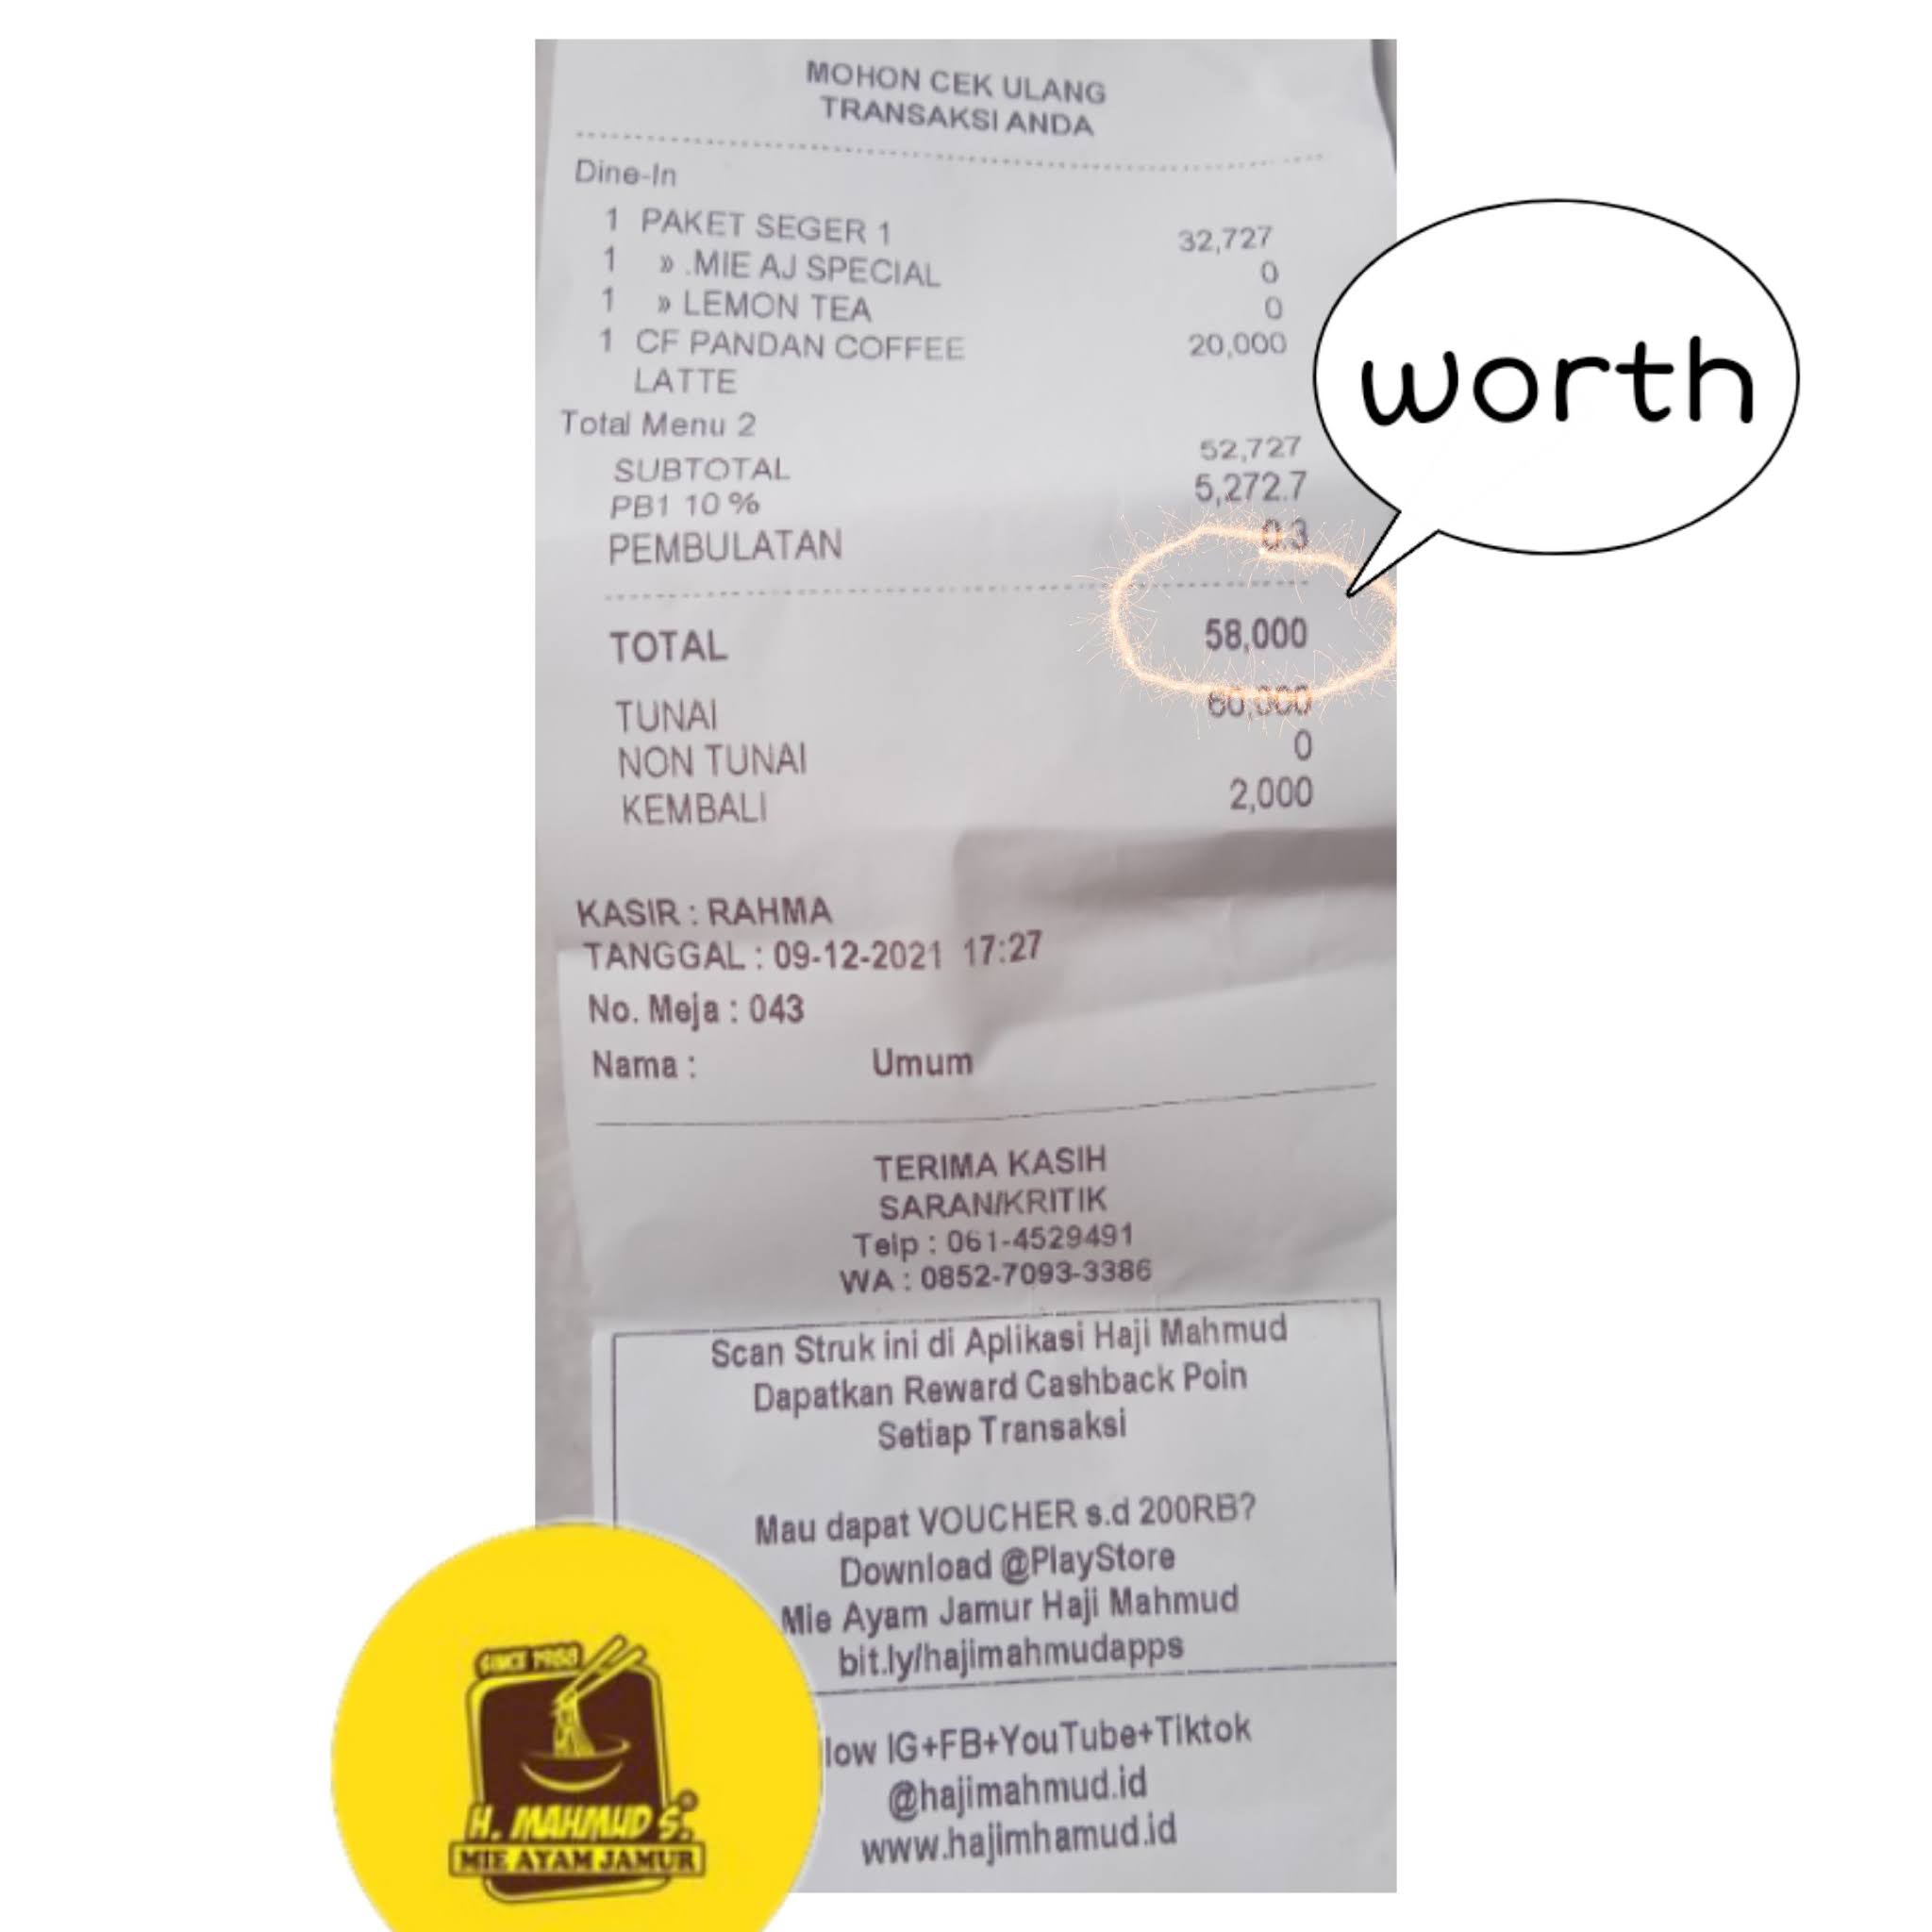 MOHON CEK ULANG
TRANSAKSI ANDA
Dine-In
1 PAKET SEGER 1 32,727
1 » .MIE AJ SPECIAL 0
1 » LEMON TEA 0
1 CF PANDAN COFFEE 20,000
LATTE
Total Menu 2
SUBTOTAL 52,727
PB1 10 % 5,272.7
PEMBULATAN 0.3
TOTAL 58,000
TUNAI 60,000
NON TUNAI 0
KEMBALI 2,000
worth
KASIR : RAHMA
TANGGAL : 09-12-2021 17:27
No. Meja : 043
Nama : Umum
TERIMA KASIH
SARAN/KRITIK
Telp : 061-4529491
WA : 0852-7093-3386
Scan Struk ini di Aplikasi Haji Mahmud
Dapatkan Reward Cashback Poin
Setiap Transaksi
Mau dapat VOUCHER s.d 200RB?
Download @PlayStore
Mie Ayam Jamur Haji Mahmud
bit.ly/hajimahmudapps
low IG+FB+YouTube+Tiktok
@hajimahmud.id
www.hajimhamud.id
SINCE 1988
H. MAHMUD S.®
MIE AYAM JAMUR